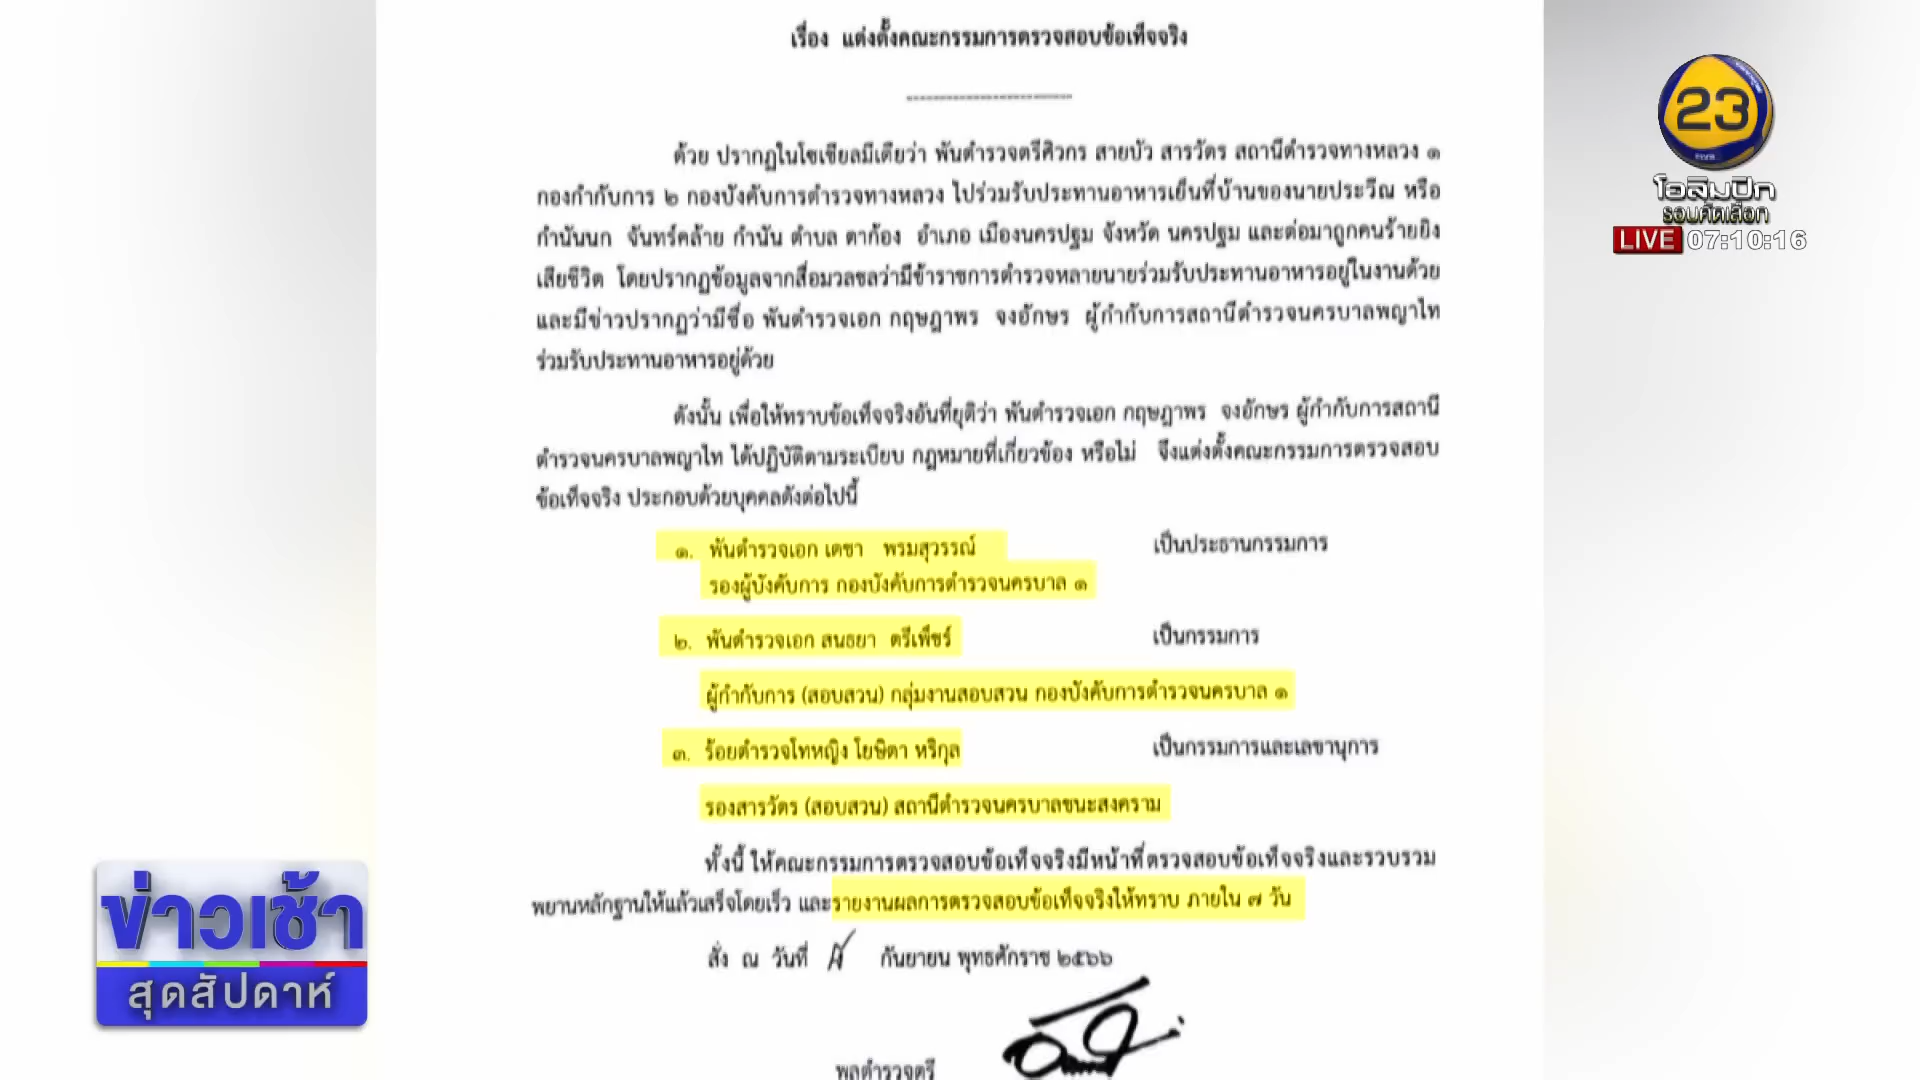 เรื่อง แต่งตั้งคณะกรรมการตรวจสอบข้อเท็จจริง
------------------------
ด้วย ปรากฏในโซเชียลมีเดียว่า พันตำรวจตรีศิวกร สายบัว สารวัตร สถานีตำรวจทางหลวง ๑
กองกำกับการ ๒ กองบังคับการตำรวจทางหลวง ไปร่วมรับประทานอาหารเย็นที่บ้านของนายประวีณ หรือ
กำนันนก จันทร์คล้าย กำนัน ตำบล ตาก้อง อำเภอ เมืองนครปฐม จังหวัด นครปฐม และต่อมาถูกคนร้ายยิง
เสียชีวิต โดยปรากฏข้อมูลจากสื่อมวลชลว่ามีข้าราชการตำรวจหลายนายร่วมรับประทานอาหารอยู่ในงานด้วย
และมีข่าวปรากฏว่ามีชื่อ พันตำรวจเอก กฤษฎาพร จงอักษร ผู้กำกับการสถานีตำรวจนครบาลพญาไท
ร่วมรับประทานอาหารอยู่ด้วย
ดังนั้น เพื่อให้ทราบข้อเท็จจริงอันที่ยุติว่า พันตำรวจเอก กฤษฎาพร จงอักษร ผู้กำกับการสถานี
ตำรวจนครบาลพญาไท ได้ปฏิบัติตามระเบียบ กฎหมายที่เกี่ยวข้อง หรือไม่ จึงแต่งตั้งคณะกรรมการตรวจสอบ
ข้อเท็จจริง ประกอบด้วยบุคคลดังต่อไปนี้
๑. พันตำรวจเอก เดชา พรมสุวรรณ์ เป็นประธานกรรมการ
รองผู้บังคับการ กองบังคับการตำรวจนครบาล ๑
๒. พันตำรวจเอก สนธยา ตรีเพ็ชร์ เป็นกรรมการ
ผู้กำกับการ (สอบสวน) กลุ่มงานสอบสวน กองบังคับการตำรวจนครบาล ๑
๓. ร้อยตำรวจโทหญิง โยษิตา หริกุล เป็นกรรมการและเลขานุการ
รองสารวัตร (สอบสวน) สถานีตำรวจนครบาลชนะสงคราม
ทั้งนี้ ให้คณะกรรมการตรวจสอบข้อเท็จจริงมีหน้าที่ตรวจสอบข้อเท็จจริงและรวบรวม
พยานหลักฐานให้แล้วเสร็จโดยเร็ว และรายงานผลการตรวจสอบข้อเท็จจริงให้ทราบ ภายใน ๗ วัน
สั่ง ณ วันที่ กันยายน พุทธศักราช ๒๕๖๖
พลตำรวจตรี
23
โอลิมปิก
รอบคัดเลือก
LIVE 07:10:16
ข่าวเช้า
สุดสัปดาห์